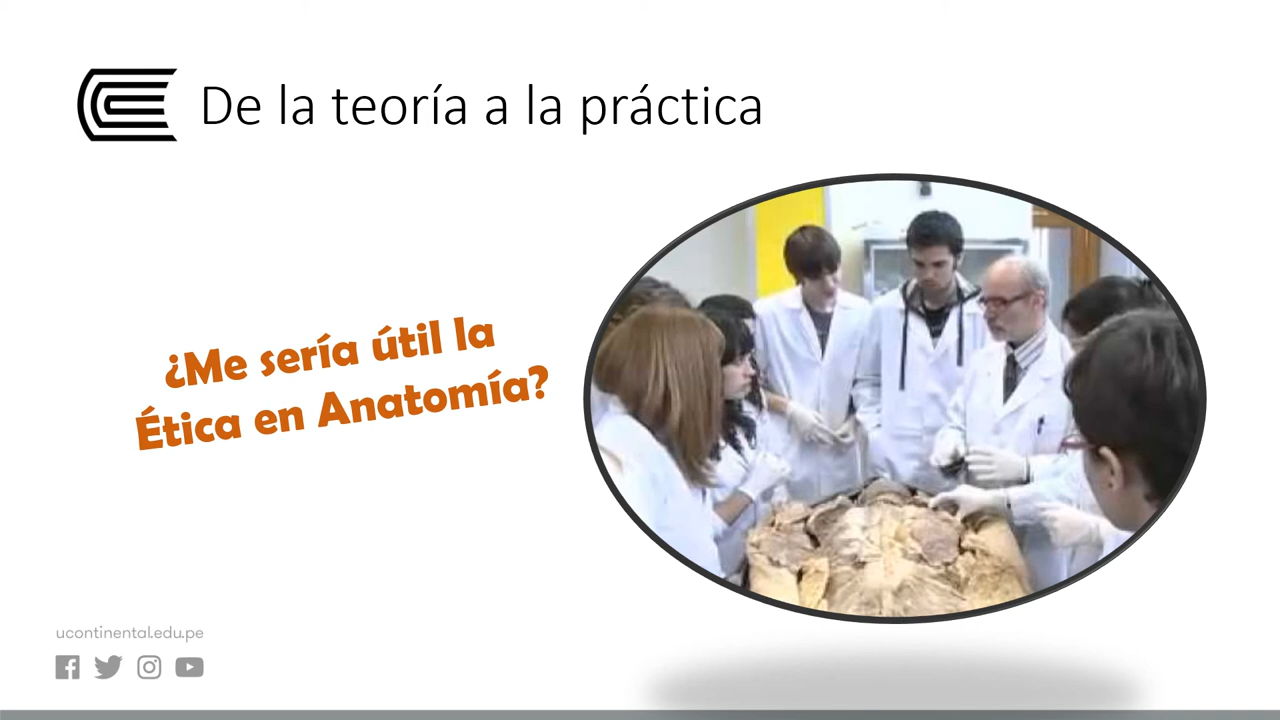 De la teoría a la práctica
¿Me sería útil la
Ética en Anatomía?
ucontinental.edu.pe